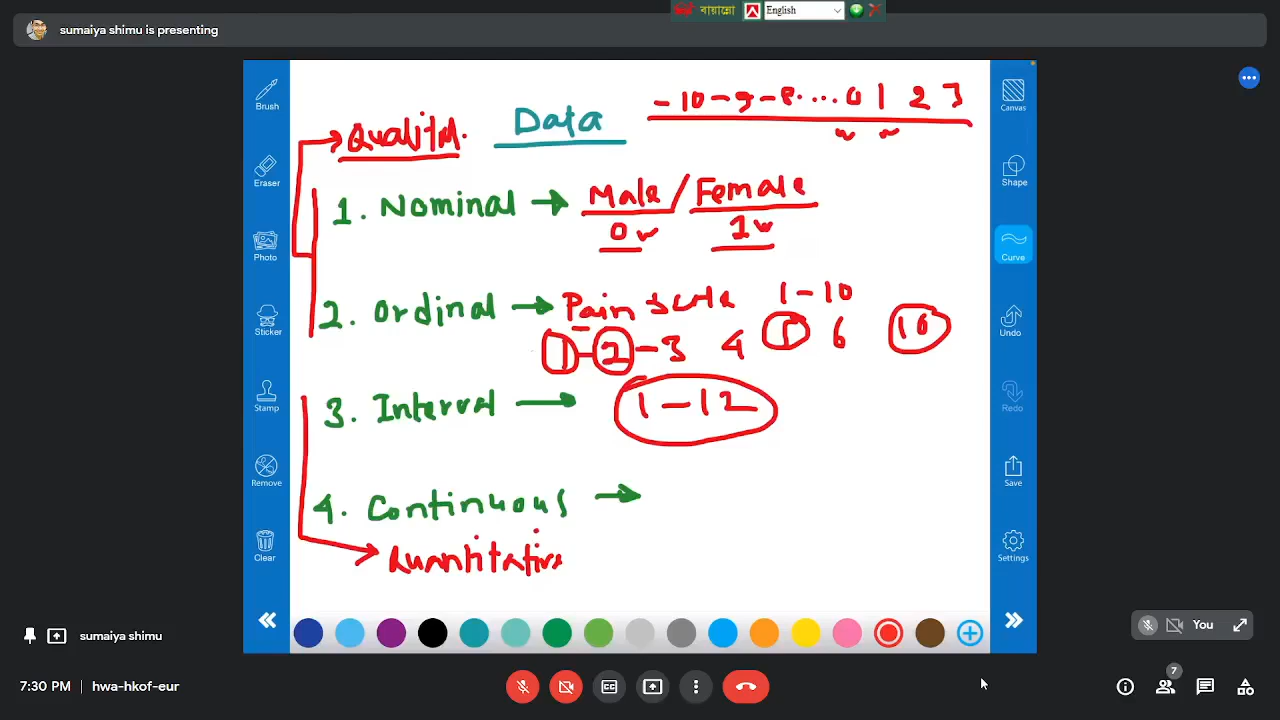 বায়ান্নো English
sumaiya shimu is presenting
Brush
Eraser
Photo
Sticker
Stamp
Remove
Clear
Data
-10 -9 -8 .... 0 1 2 3
1. Nominal → Male / Female
0 1
2. Ordinal → Pain Scale 1-10
1 - 2 - 3 4 5 6 10
3. Interval → 1-12
4. Continuous →
Quantitative
Canvas
Shape
Curve
Undo
Redo
Save
Settings
sumaiya shimu
You
7:30 PM | hwa-hkof-eur
7